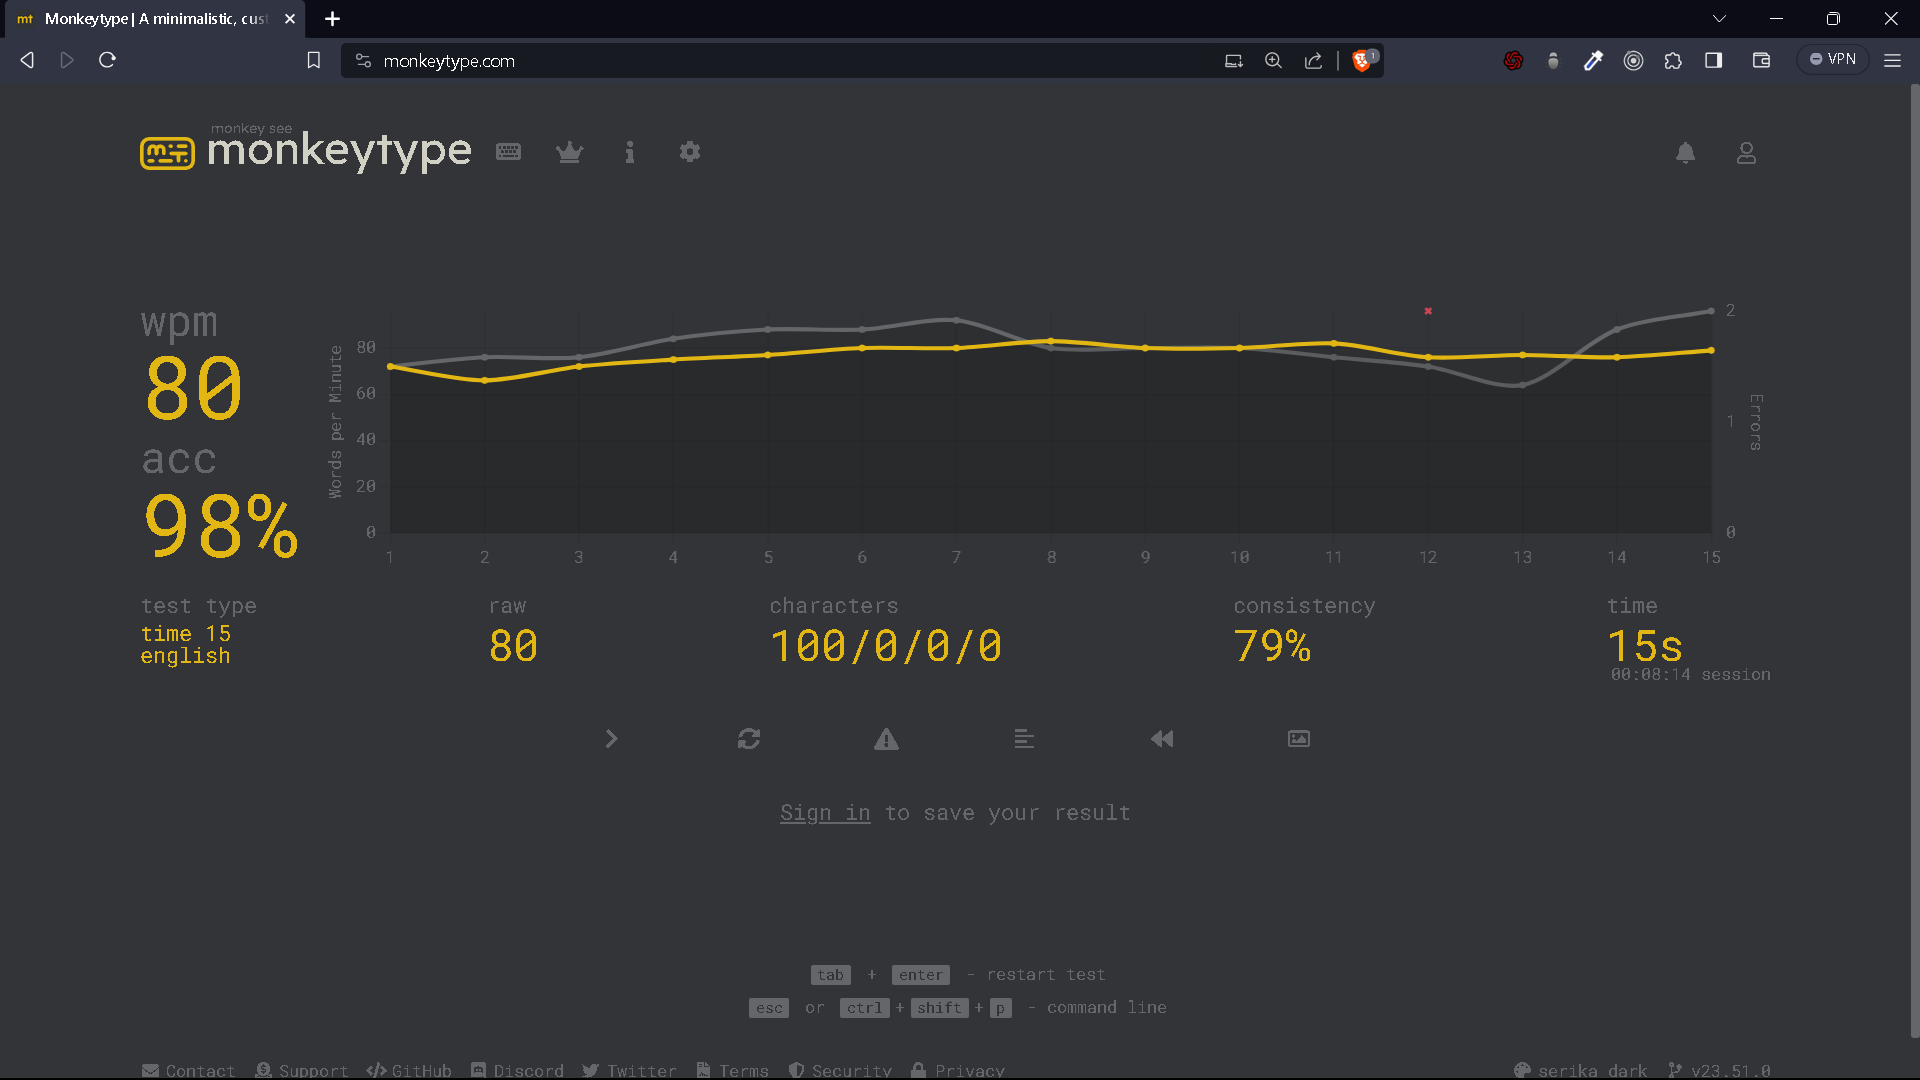 mt Monkeytype | A minimalistic, cus
monkeytype.com
1
VPN
monkey see
monkeytype
wpm
80
acc
98%
Words per Minute
80
60
40
20
0
1 2 3 4 5 6 7 8 9 10 11 12 13 14 15
2
1
0
Errors
test type
time 15
english
raw
80
characters
100/0/0/0
consistency
79%
time
15s
00:08:14 session
Sign in to save your result
tab + enter - restart test
esc or ctrl + shift + p - command line
Contact Support GitHub Discord Twitter Terms Security Privacy serika dark v23.51.0